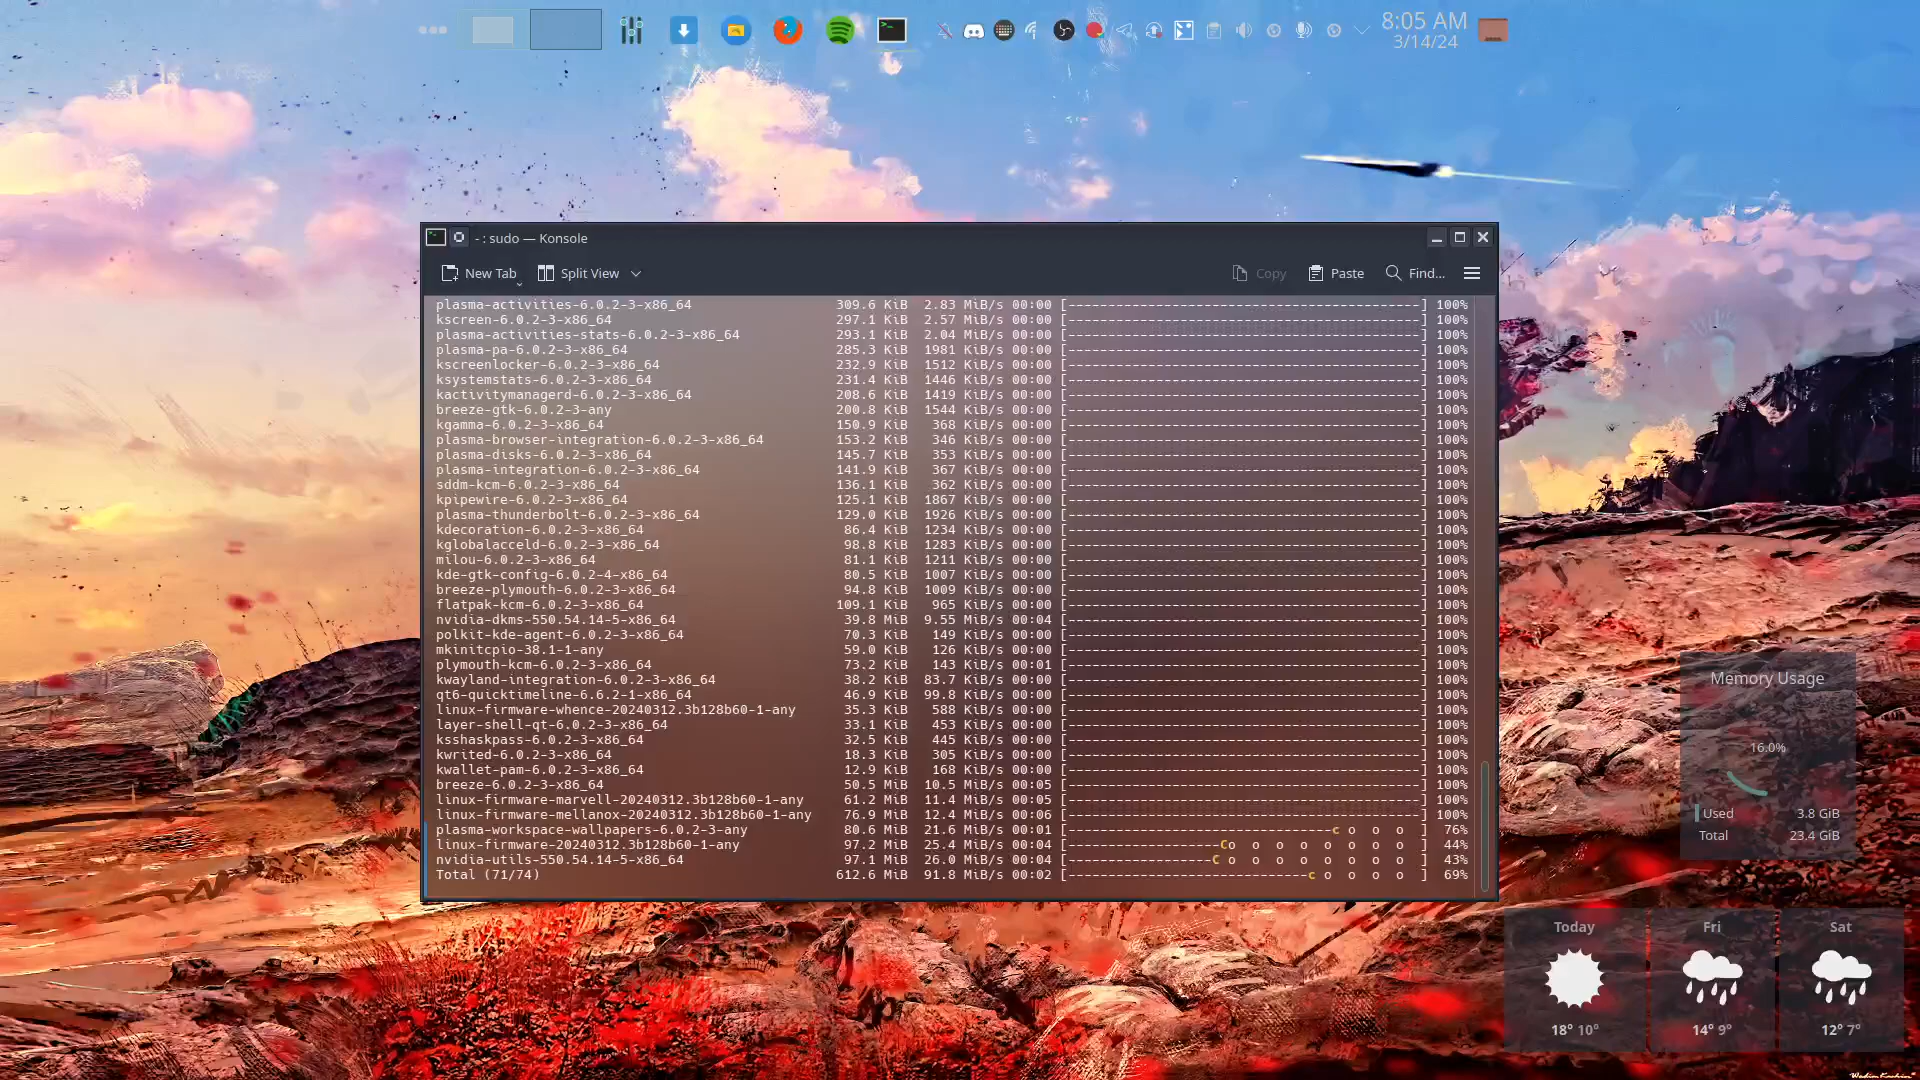 8:05 AM
3/14/24
- : sudo — Konsole
New Tab Split View Copy Paste Find...
plasma-activities-6.0.2-3-x86_64 309.6 KiB 2.83 MiB/s 00:00 [--------------------------------------------] 100%
kscreen-6.0.2-3-x86_64 297.1 KiB 2.57 MiB/s 00:00 [--------------------------------------------] 100%
plasma-activities-stats-6.0.2-3-x86_64 293.1 KiB 2.04 MiB/s 00:00 [--------------------------------------------] 100%
plasma-pa-6.0.2-3-x86_64 285.3 KiB 1981 KiB/s 00:00 [--------------------------------------------] 100%
kscreenlocker-6.0.2-3-x86_64 232.9 KiB 1512 KiB/s 00:00 [--------------------------------------------] 100%
ksystemstats-6.0.2-3-x86_64 231.4 KiB 1446 KiB/s 00:00 [--------------------------------------------] 100%
kactivitymanagerd-6.0.2-3-x86_64 208.6 KiB 1419 KiB/s 00:00 [--------------------------------------------] 100%
breeze-gtk-6.0.2-3-any 200.8 KiB 1544 KiB/s 00:00 [--------------------------------------------] 100%
kgamma-6.0.2-3-x86_64 150.9 KiB 368 KiB/s 00:00 [--------------------------------------------] 100%
plasma-browser-integration-6.0.2-3-x86_64 153.2 KiB 346 KiB/s 00:00 [--------------------------------------------] 100%
plasma-disks-6.0.2-3-x86_64 145.7 KiB 353 KiB/s 00:00 [--------------------------------------------] 100%
plasma-integration-6.0.2-3-x86_64 141.9 KiB 367 KiB/s 00:00 [--------------------------------------------] 100%
sddm-kcm-6.0.2-3-x86_64 136.1 KiB 362 KiB/s 00:00 [--------------------------------------------] 100%
kpipewire-6.0.2-3-x86_64 125.1 KiB 1867 KiB/s 00:00 [--------------------------------------------] 100%
plasma-thunderbolt-6.0.2-3-x86_64 129.0 KiB 1926 KiB/s 00:00 [--------------------------------------------] 100%
kdecoration-6.0.2-3-x86_64 86.4 KiB 1234 KiB/s 00:00 [--------------------------------------------] 100%
kglobalacceld-6.0.2-3-x86_64 98.8 KiB 1283 KiB/s 00:00 [--------------------------------------------] 100%
milou-6.0.2-3-x86_64 81.1 KiB 1211 KiB/s 00:00 [--------------------------------------------] 100%
kde-gtk-config-6.0.2-4-x86_64 80.5 KiB 1007 KiB/s 00:00 [--------------------------------------------] 100%
breeze-plymouth-6.0.2-3-x86_64 94.8 KiB 1009 KiB/s 00:00 [--------------------------------------------] 100%
flatpak-kcm-6.0.2-3-x86_64 109.1 KiB 965 KiB/s 00:00 [--------------------------------------------] 100%
nvidia-dkms-550.54.14-5-x86_64 39.8 MiB 9.55 MiB/s 00:04 [--------------------------------------------] 100%
polkit-kde-agent-6.0.2-3-x86_64 70.3 KiB 149 KiB/s 00:00 [--------------------------------------------] 100%
mkinitcpio-38.1-1-any 59.0 KiB 126 KiB/s 00:00 [--------------------------------------------] 100%
plymouth-kcm-6.0.2-3-x86_64 73.2 KiB 143 KiB/s 00:01 [--------------------------------------------] 100%
kwayland-integration-6.0.2-3-x86_64 38.2 KiB 83.7 KiB/s 00:00 [--------------------------------------------] 100%
qt6-quicktimeline-6.6.2-1-x86_64 46.9 KiB 99.8 KiB/s 00:00 [--------------------------------------------] 100%
linux-firmware-whence-20240312.3b128b60-1-any 35.3 KiB 588 KiB/s 00:00 [--------------------------------------------] 100%
layer-shell-qt-6.0.2-3-x86_64 33.1 KiB 453 KiB/s 00:00 [--------------------------------------------] 100%
ksshaskpass-6.0.2-3-x86_64 32.5 KiB 445 KiB/s 00:00 [--------------------------------------------] 100%
kwrited-6.0.2-3-x86_64 18.3 KiB 305 KiB/s 00:00 [--------------------------------------------] 100%
kwallet-pam-6.0.2-3-x86_64 12.9 KiB 168 KiB/s 00:00 [--------------------------------------------] 100%
breeze-6.0.2-3-x86_64 50.5 MiB 10.5 MiB/s 00:05 [--------------------------------------------] 100%
linux-firmware-marvell-20240312.3b128b60-1-any 61.2 MiB 11.4 MiB/s 00:05 [--------------------------------------------] 100%
linux-firmware-mellanox-20240312.3b128b60-1-any 76.9 MiB 12.4 MiB/s 00:06 [--------------------------------------------] 100%
plasma-workspace-wallpapers-6.0.2-3-any 80.6 MiB 21.6 MiB/s 00:01 [---------------------------------c o  o  o  ] 76%
linux-firmware-20240312.3b128b60-1-any 97.2 MiB 25.4 MiB/s 00:04 [-------------------Co  o  o  o  o  o  o  o  ] 44%
nvidia-utils-550.54.14-5-x86_64 97.1 MiB 26.0 MiB/s 00:04 [------------------C o  o  o  o  o  o  o  o  ] 43%
Total (71/74) 612.6 MiB 91.8 MiB/s 00:02 [------------------------------c o  o  o  o  ] 69%
Memory Usage
16.0%
Used 3.8 GiB
Total 23.4 GiB
Today Fri Sat
18° 10° 14° 9° 12° 7°